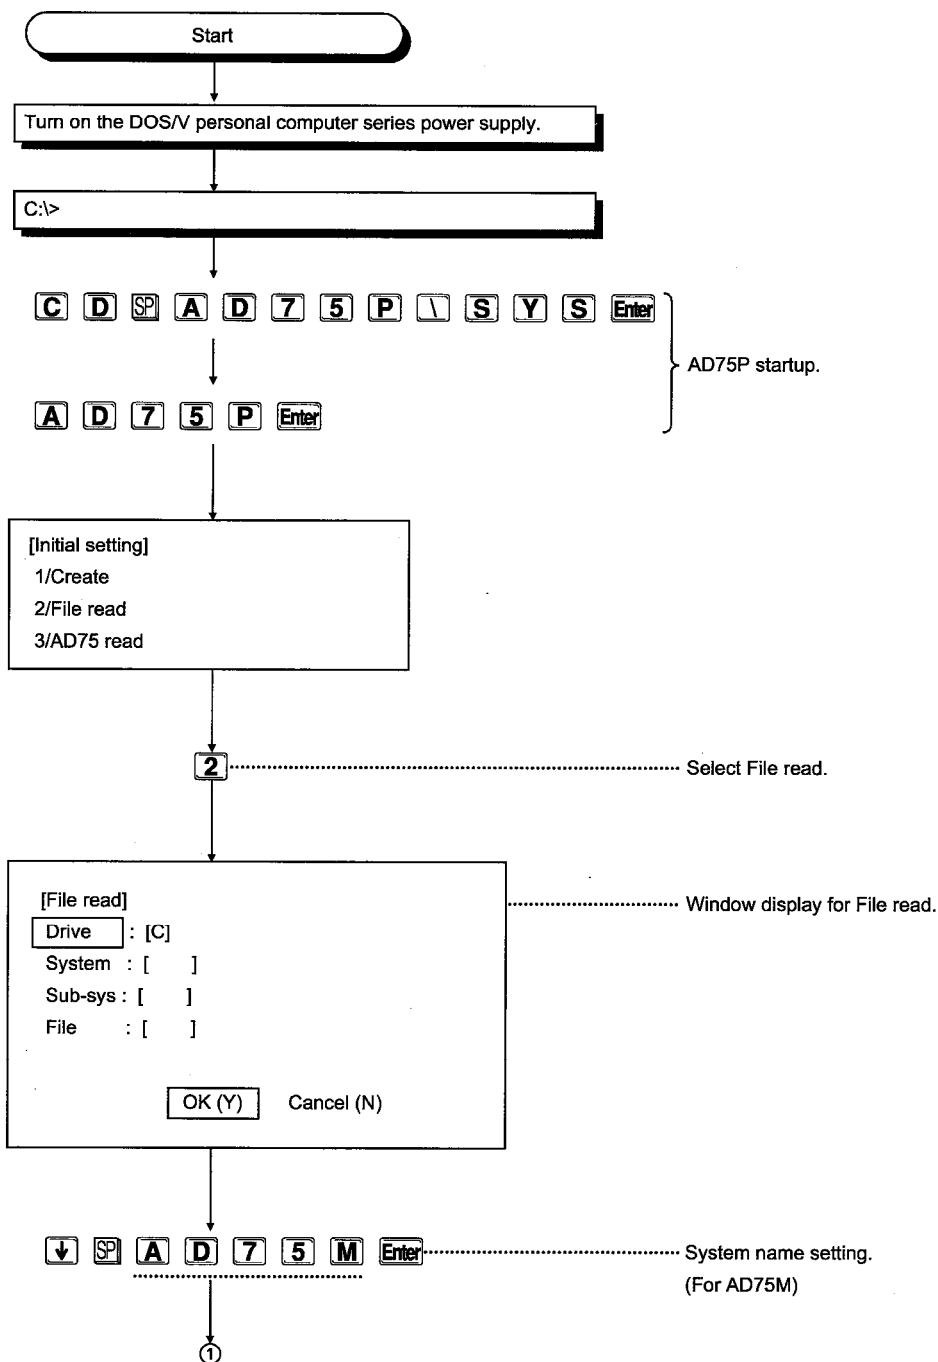 Start
Turn on the DOS/V personal computer series power supply.
C:\>
C D SP A D 7 5 P \ S Y S Enter
AD75P startup.
A D 7 5 P Enter
[Initial setting]
1/Create
2/File read
3/AD75 read
2 Select File read.
[File read]
Window display for File read.
Drive : [C]
System : [ ]
Sub-sys : [ ]
File : [ ]
OK (Y) Cancel (N)
↓ SP A D 7 5 M Enter System name setting.
(For AD75M)
①